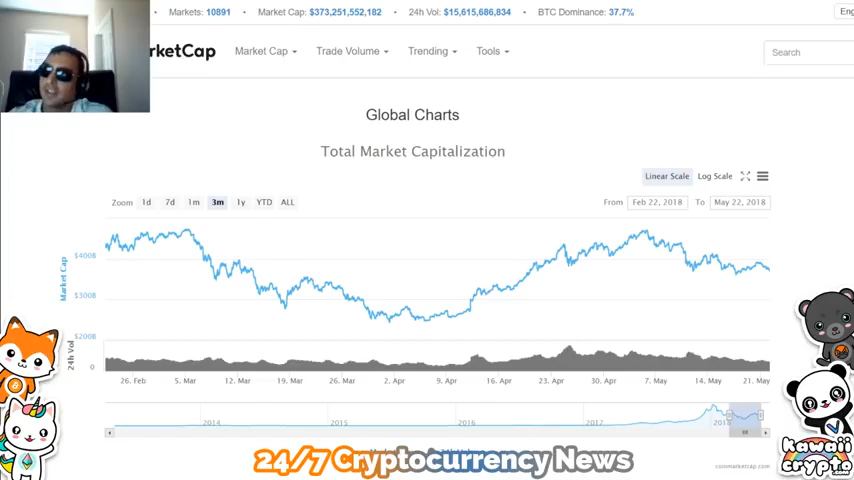 Markets: 10891 • Market Cap: $373,251,552,182 • 24h Vol: $15,615,686,834 • BTC Dominance: 37.7%
Eng
rketCap Market Cap Trade Volume Trending Tools Search
Global Charts
Total Market Capitalization
Linear Scale Log Scale
Zoom 1d 7d 1m 3m 1y YTD ALL From Feb 22, 2018 To May 22, 2018
Market Cap
$400B
$300B
$200B
24h Vol
0
26. Feb 5. Mar 12. Mar 19. Mar 26. Mar 2. Apr 9. Apr 16. Apr 23. Apr 30. Apr 7. May 14. May 21. May
2014 2015 2016 2017 2018
24/7 Cryptocurrency News
coinmarketcap.com
kawaii
crypto
.com